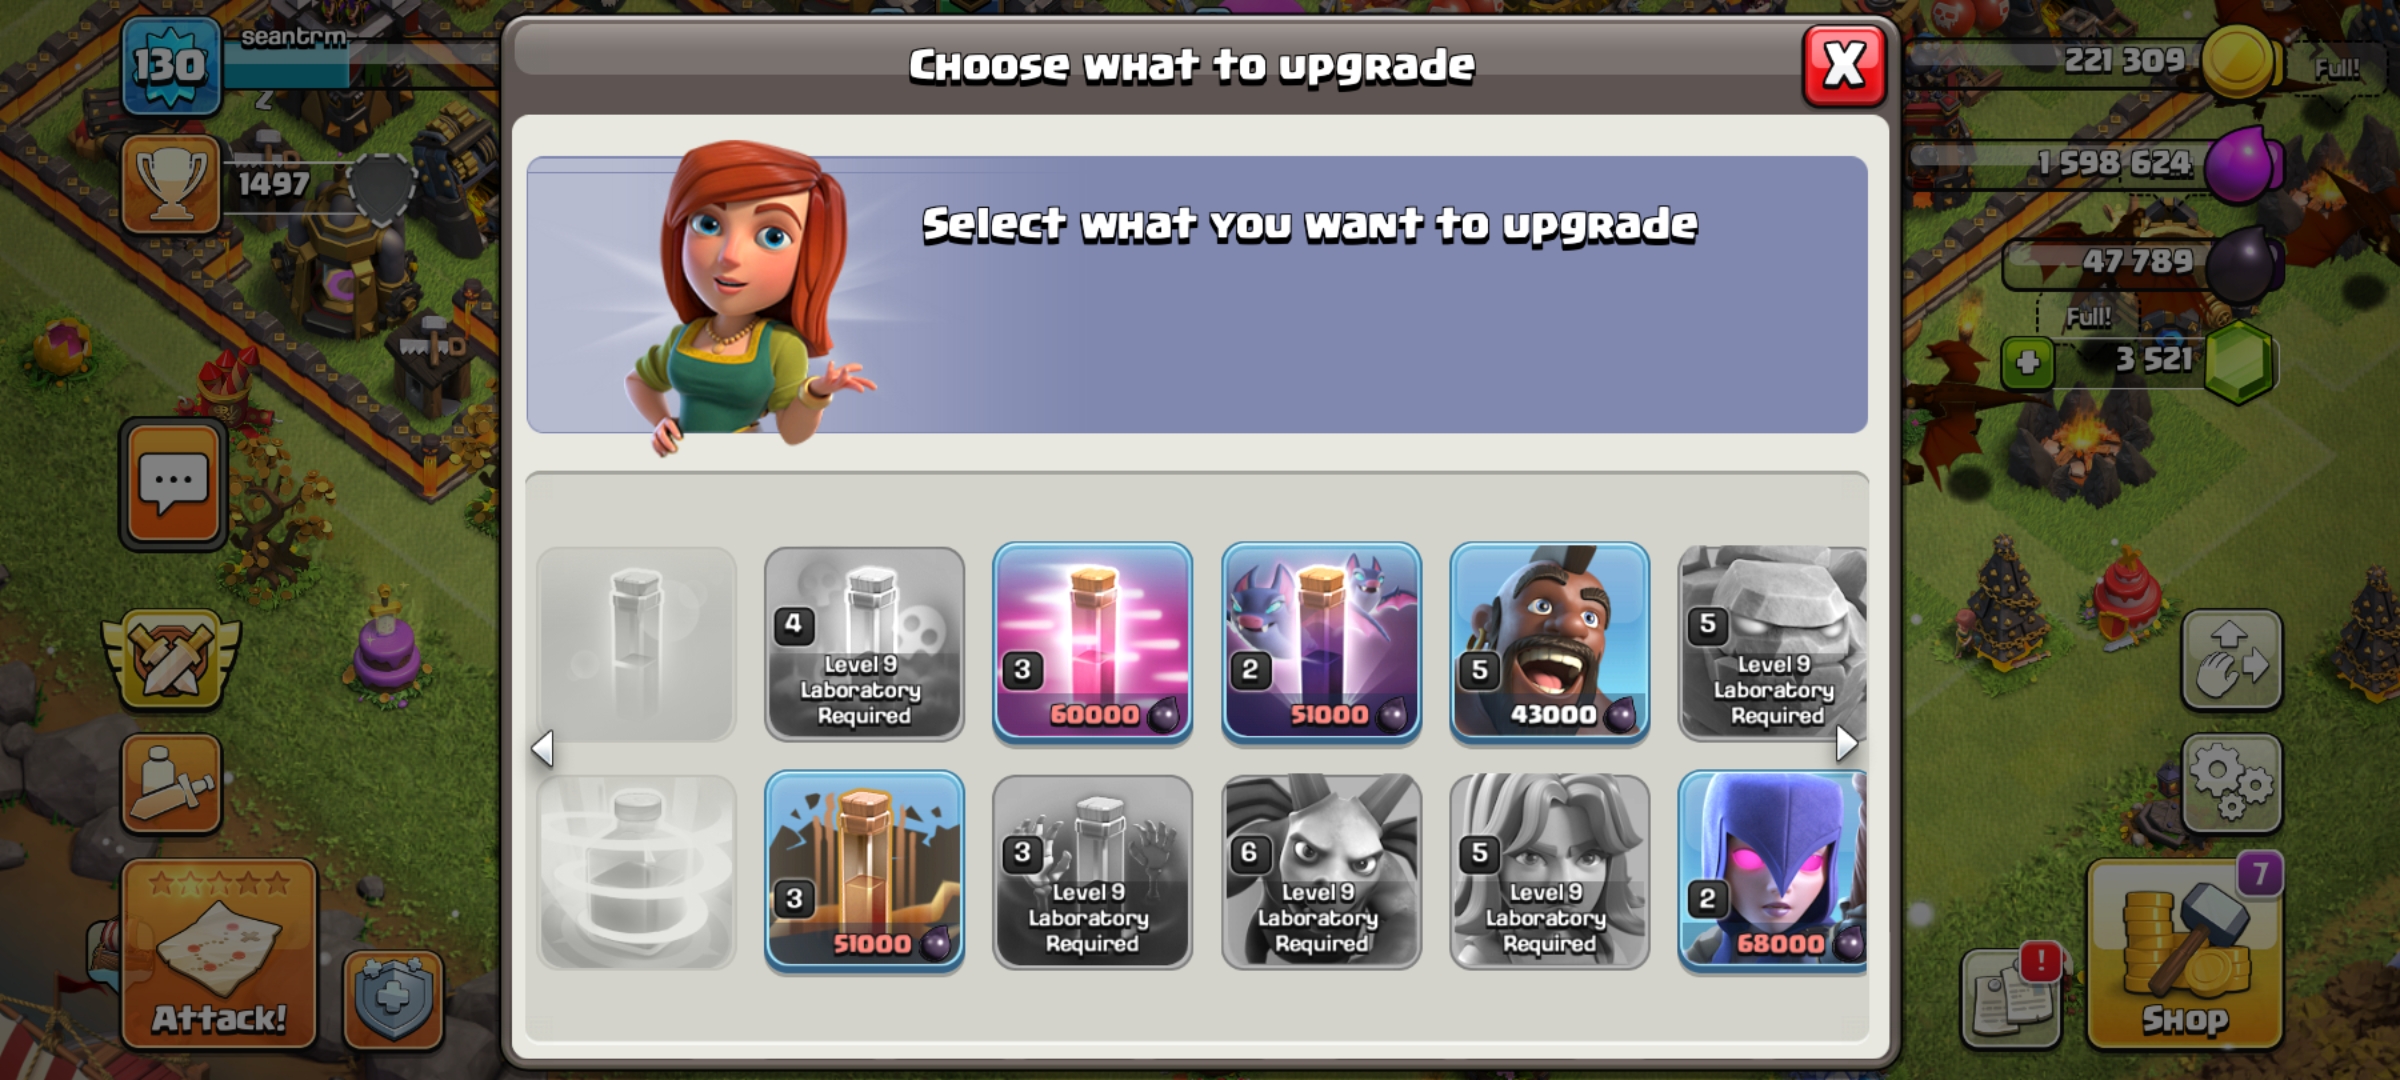 Choose what to upgrade
X
130
seantrm
2
1497
221 309
Full!
1 598 624
47 789
Full!
3 521
Select what you want to upgrade
4
Level 9
Laboratory
Required
3
60000
2
51000
5
43000
5
Level 9
Laboratory
Required
3
51000
3
Level 9
Laboratory
Required
6
Level 9
Laboratory
Required
5
Level 9
Laboratory
Required
2
68000
Attack!
7
!
Shop